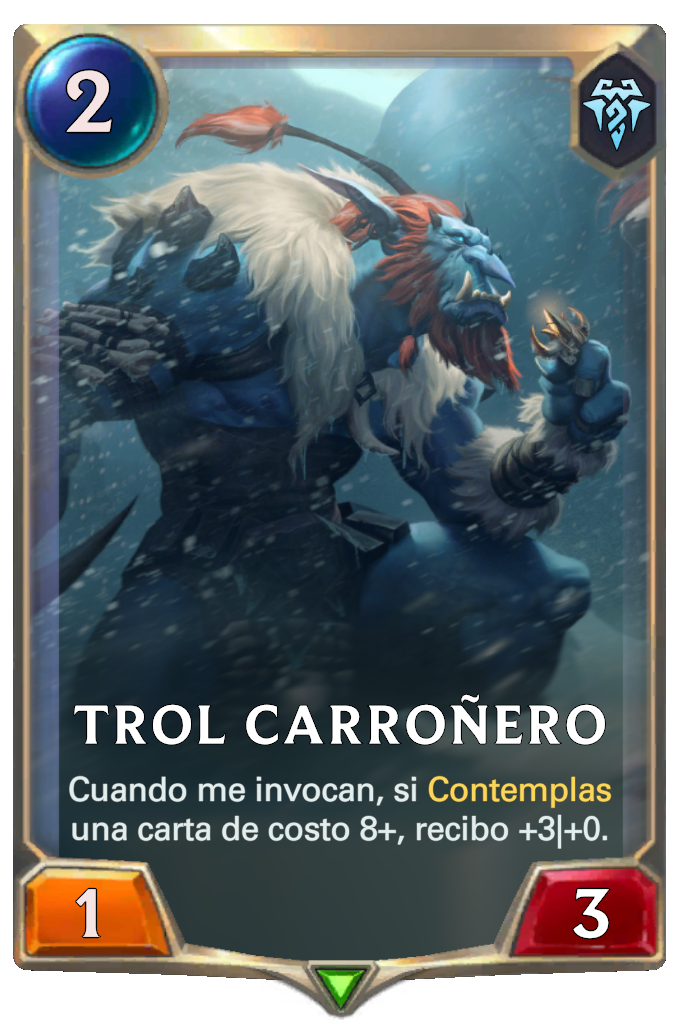 2
TROL CARROÑERO
Cuando me invocan, si Contemplas
una carta de costo 8+, recibo +3|+0.
1
3